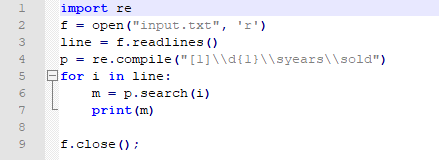 1 import re
2 f = open("input.txt", 'r')
3 line = f.readlines()
4 p = re.compile("[1]\\d{1}\\syears\\sold")
5 for i in line:
6     m = p.search(i)
7     print(m)
8
9 f.close();